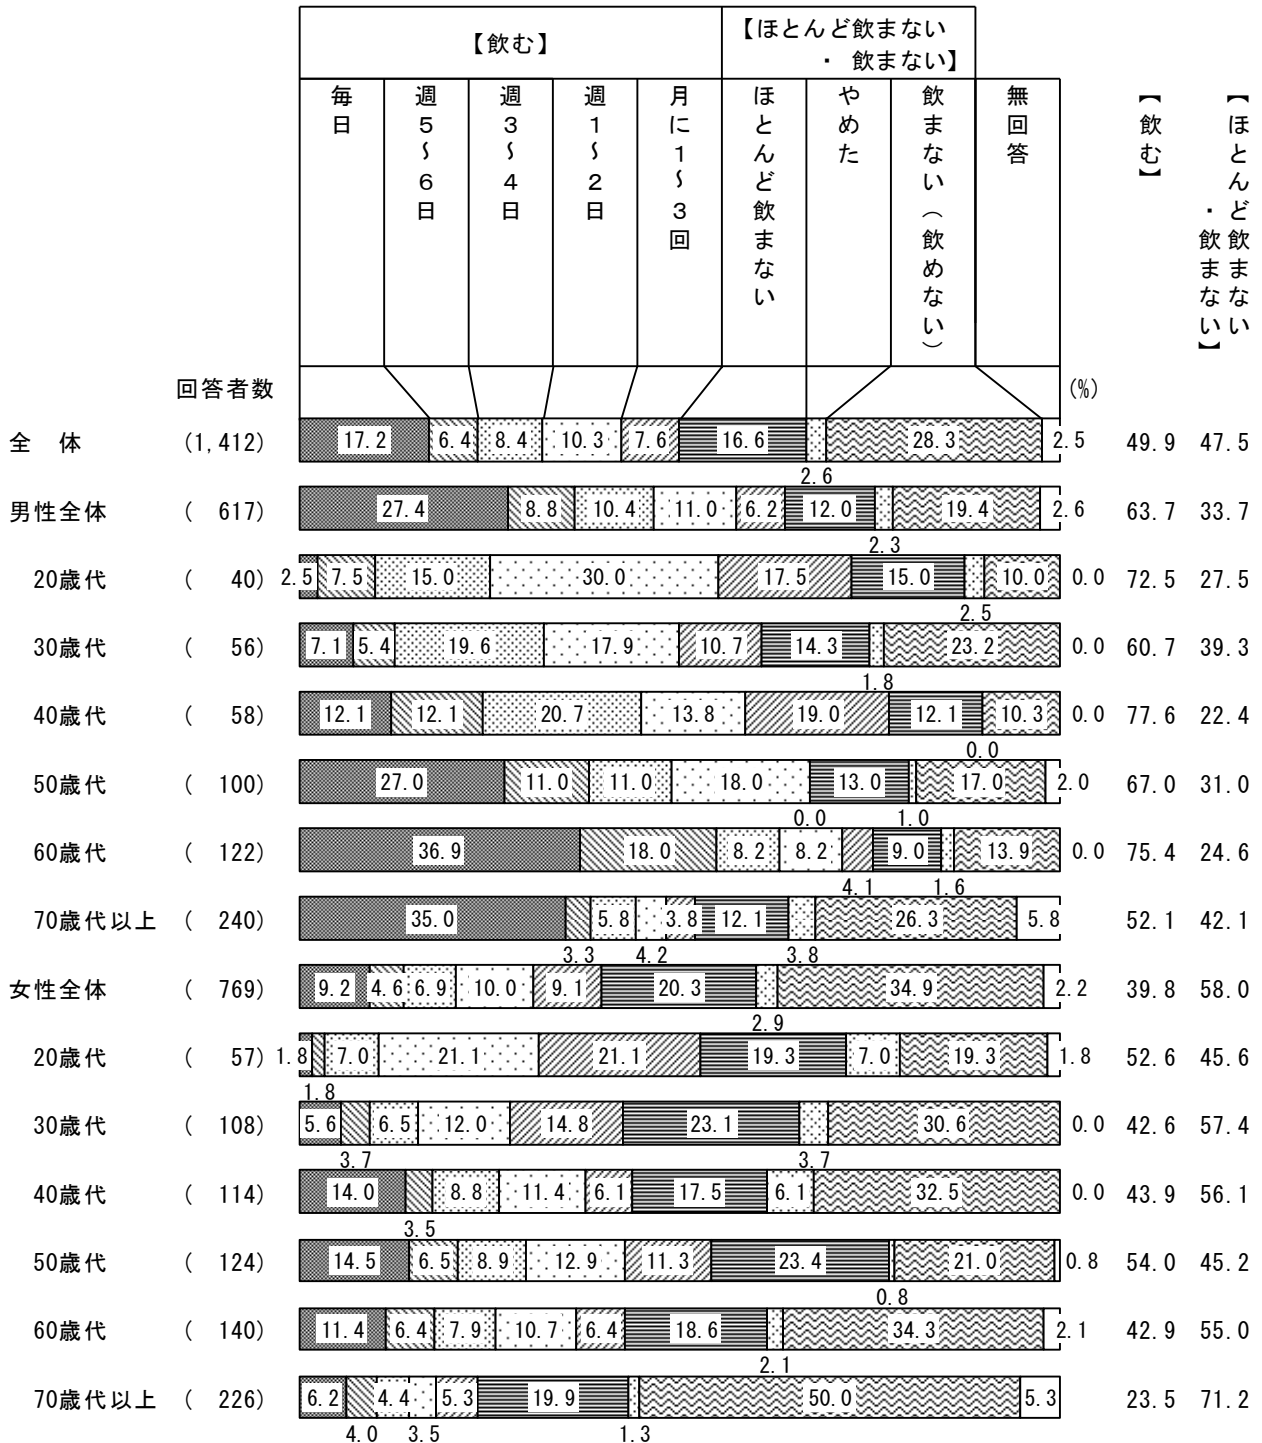 【飲む】
【ほとんど飲まない
・ 飲まない】
毎日
週5～6日
週3～4日
週1～2日
月に1～3回
ほとんど飲まない
やめた
飲まない（飲めない）
無回答
【飲む】
【ほとんど飲まない
・飲まない】
回答者数
(%)
全 体 (1,412) 17.2 6.4 8.4 10.3 7.6 16.6 28.3 2.5 49.9 47.5
2.6
男性全体 ( 617) 27.4 8.8 10.4 11.0 6.2 12.0 19.4 2.6 63.7 33.7
2.3
20歳代 ( 40) 2.5 7.5 15.0 30.0 17.5 15.0 10.0 0.0 72.5 27.5
2.5
30歳代 ( 56) 7.1 5.4 19.6 17.9 10.7 14.3 23.2 0.0 60.7 39.3
1.8
40歳代 ( 58) 12.1 12.1 20.7 13.8 19.0 12.1 10.3 0.0 77.6 22.4
0.0
50歳代 ( 100) 27.0 11.0 11.0 18.0 13.0 17.0 2.0 67.0 31.0
0.0 1.0
60歳代 ( 122) 36.9 18.0 8.2 8.2 9.0 13.9 0.0 75.4 24.6
4.1 1.6
70歳代以上 ( 240) 35.0 5.8 3.8 12.1 26.3 5.8 52.1 42.1
3.3 4.2 3.8
女性全体 ( 769) 9.2 4.6 6.9 10.0 9.1 20.3 34.9 2.2 39.8 58.0
2.9
20歳代 ( 57) 1.8 7.0 21.1 21.1 19.3 7.0 19.3 1.8 52.6 45.6
1.8
30歳代 ( 108) 5.6 6.5 12.0 14.8 23.1 30.6 0.0 42.6 57.4
3.7 3.7
40歳代 ( 114) 14.0 8.8 11.4 6.1 17.5 6.1 32.5 0.0 43.9 56.1
3.5
50歳代 ( 124) 14.5 6.5 8.9 12.9 11.3 23.4 21.0 0.8 54.0 45.2
0.8
60歳代 ( 140) 11.4 6.4 7.9 10.7 6.4 18.6 34.3 2.1 42.9 55.0
2.1
70歳代以上 ( 226) 6.2 4.4 5.3 19.9 50.0 5.3 23.5 71.2
4.0 3.5 1.3